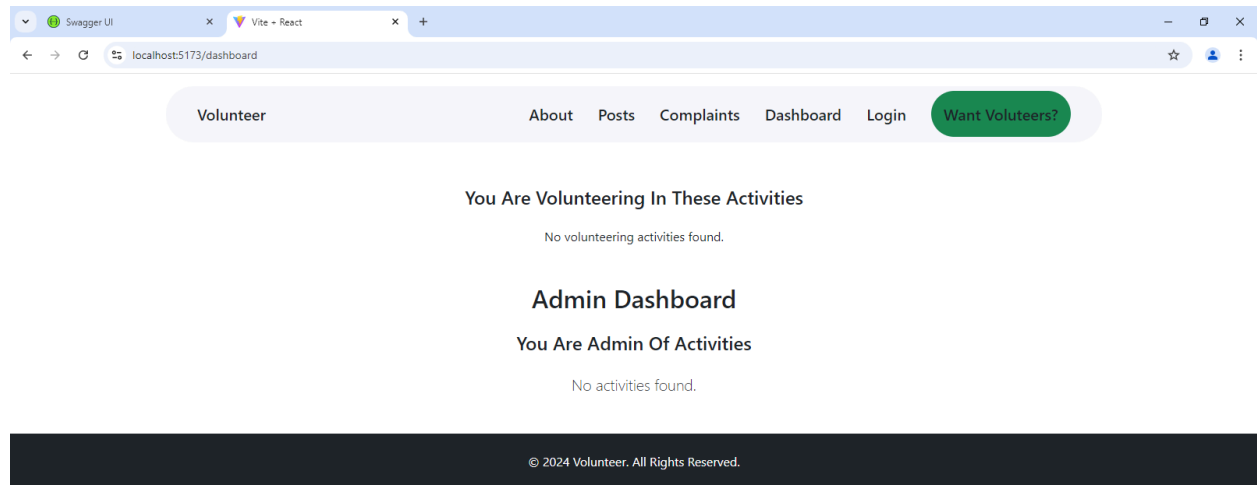 Swagger UI
Vite + React
localhost:5173/dashboard
Volunteer About Posts Complaints Dashboard Login Want Voluteers?
You Are Volunteering In These Activities
No volunteering activities found.
Admin Dashboard
You Are Admin Of Activities
No activities found.
© 2024 Volunteer. All Rights Reserved.